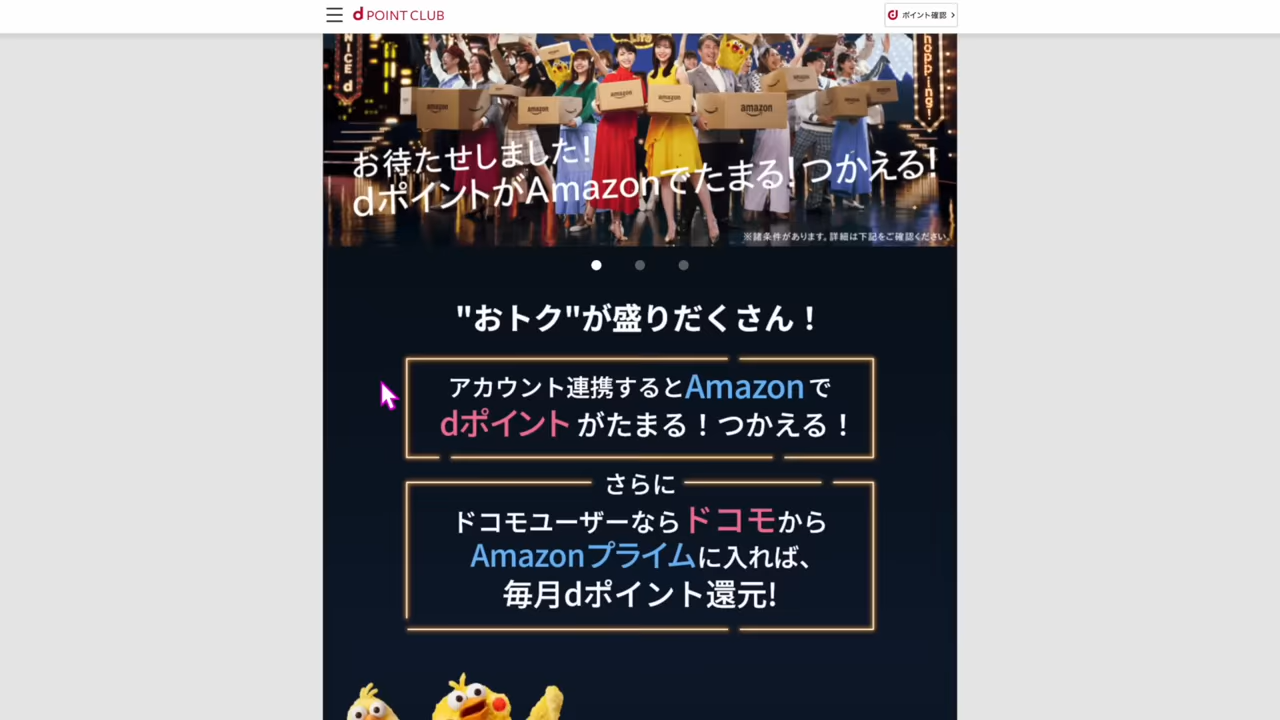 d POINT CLUB
ポイント確認
NICE d
hopping!
amazon
amazon
amazon
amazon
amazon
お待たせしました!
dポイントがAmazonでたまる!つかえる!
※諸条件があります。詳細は下記をご確認ください。
"おトク"が盛りだくさん！
アカウント連携するとAmazonで
dポイントがたまる！つかえる！
さらに
ドコモユーザーならドコモから
Amazonプライムに入れば、
毎月dポイント還元!